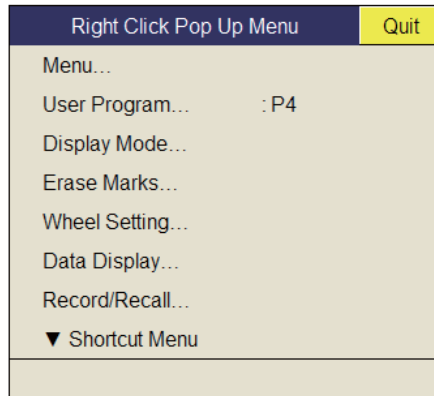 Right Click Pop Up Menu Quit
Menu...
User Program... : P4
Display Mode...
Erase Marks...
Wheel Setting...
Data Display...
Record/Recall...
▼ Shortcut Menu